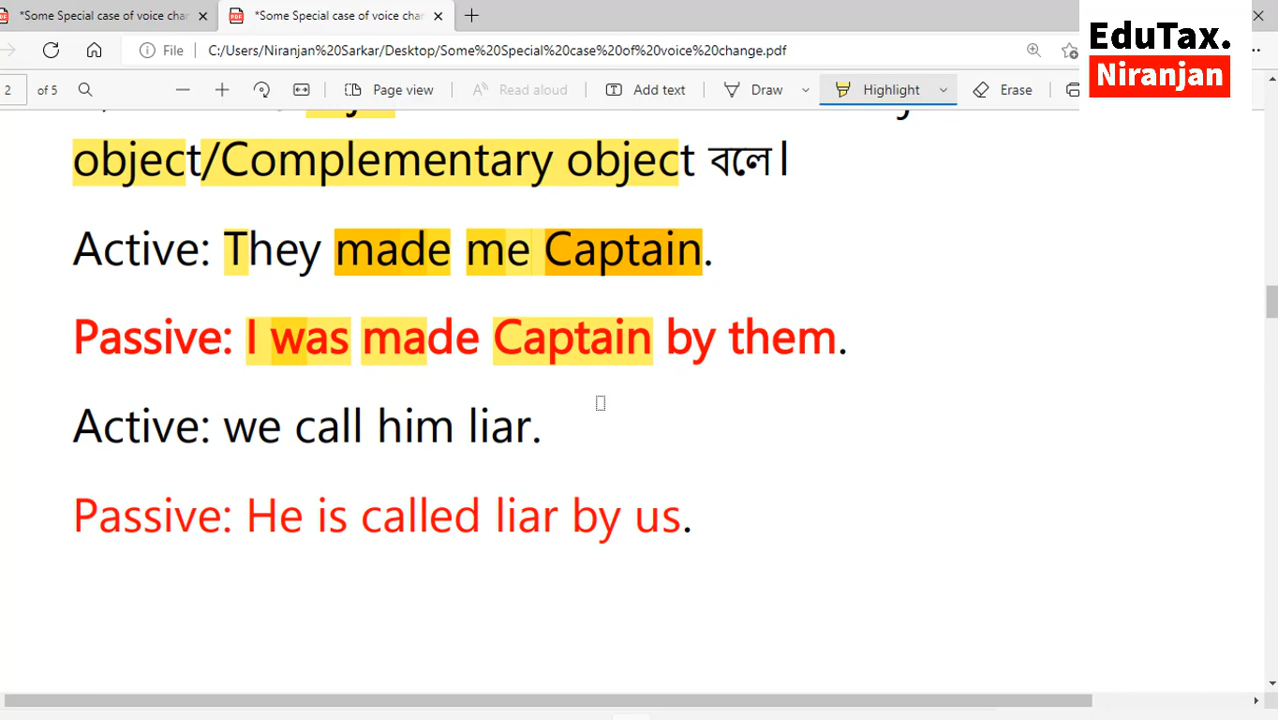 *Some Special case of voice char
*Some Special case of voice char
EduTax.
Niranjan
File
C:/Users/Niranjan%20Sarkar/Desktop/Some%20Special%20case%20of%20voice%20change.pdf
2 of 5
Page view
Read aloud
Add text
Draw
Highlight
Erase
object/Complementary object বলে।
Active: They made me Captain.
Passive: I was made Captain by them.
Active: we call him liar.
Passive: He is called liar by us.